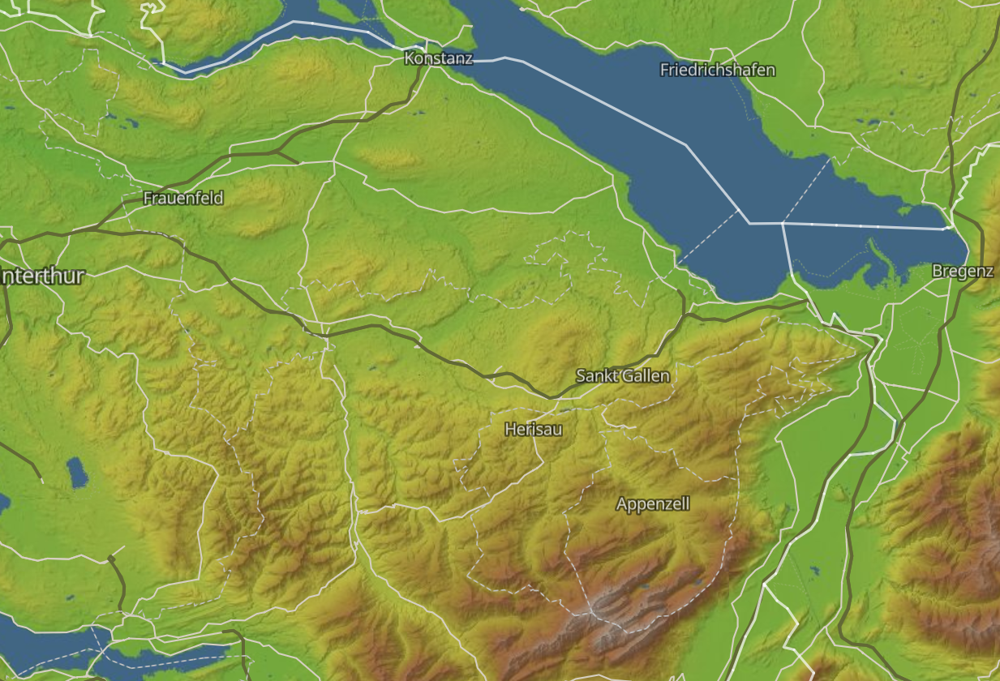 Konstanz
Friedrichshafen
Frauenfeld
nterthur
Bregenz
Sankt Gallen
Herisau
Appenzell